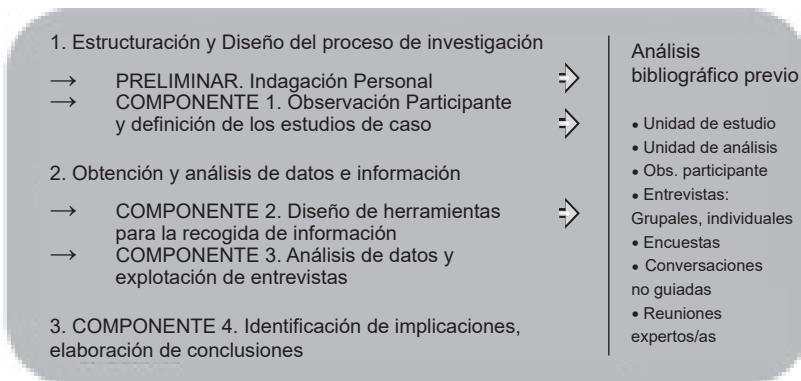 1. Estructuración y Diseño del proceso de investigación
→ PRELIMINAR. Indagación Personal
→ COMPONENTE 1. Observación Participante
y definición de los estudios de caso
2. Obtención y análisis de datos e información
→ COMPONENTE 2. Diseño de herramientas
para la recogida de información
→ COMPONENTE 3. Análisis de datos y
explotación de entrevistas
3. COMPONENTE 4. Identificación de implicaciones,
elaboración de conclusiones
Análisis
bibliográfico previo
• Unidad de estudio
• Unidad de análisis
• Obs. participante
• Entrevistas:
Grupales, individuales
• Encuestas
• Conversaciones
no guiadas
• Reuniones
expertos/as